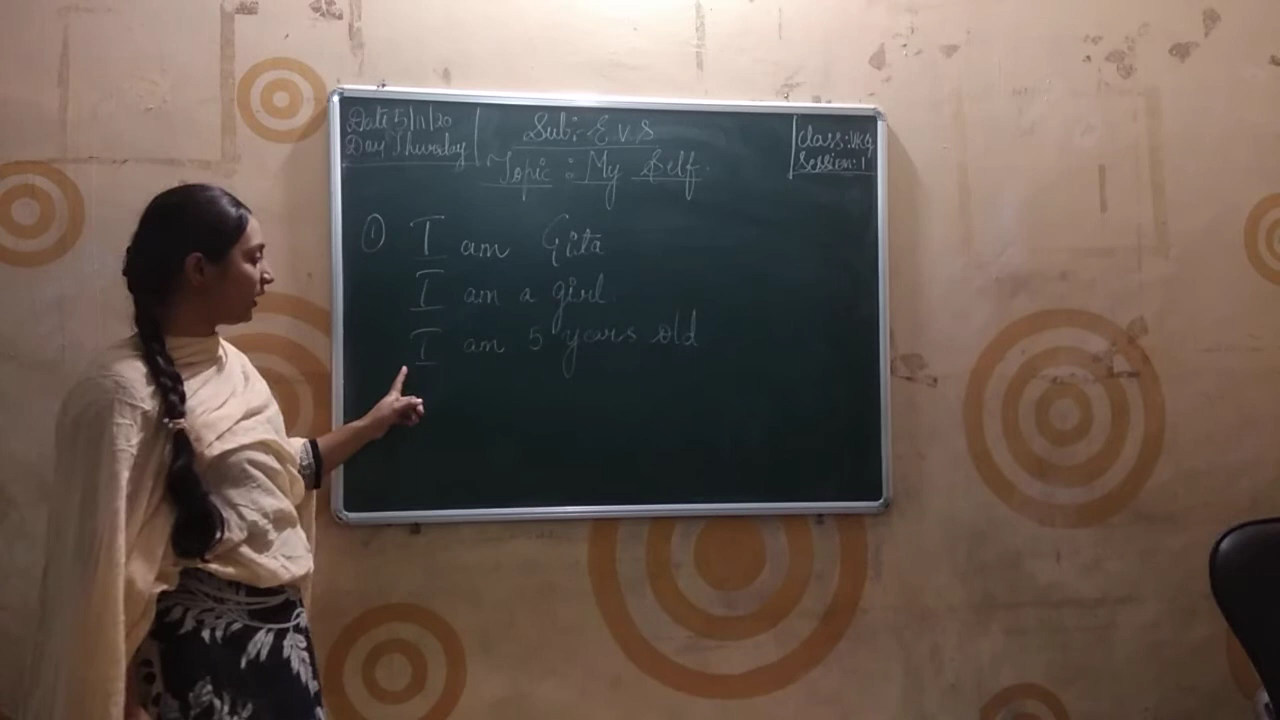 Date 5/11/20
Day Thursday
Sub:- E.V.S
Topic : My Self
Class: UKG
Session: 1
① I am Gita
I am a girl.
I am 5 years old